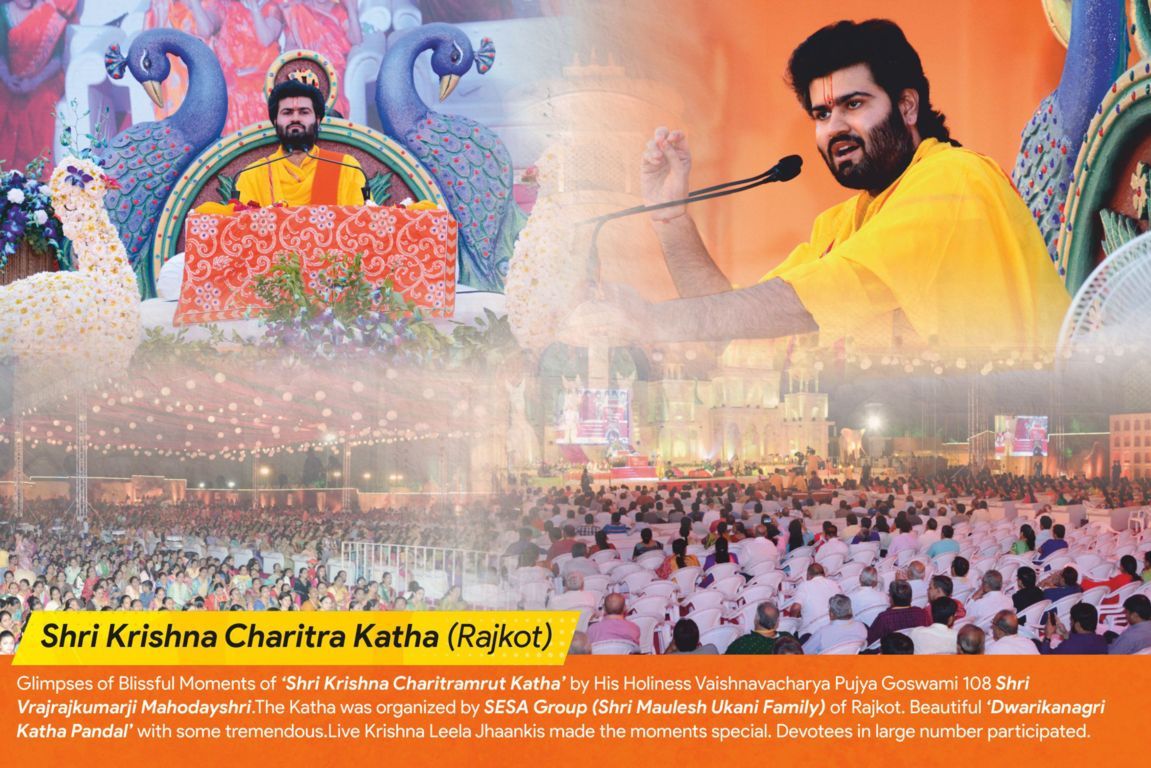 Shri Krishna Charitra Katha (Rajkot)
Glimpses of Blissful Moments of ‘Shri Krishna Charitramrut Katha’ by His Holiness Vaishnavacharya Pujya Goswami 108 Shri
Vrajrajkumarji Mahodayshri.The Katha was organized by SESA Group (Shri Maulesh Ukani Family) of Rajkot. Beautiful ‘Dwarikanagri
Katha Pandal’ with some tremendous.Live Krishna Leela Jhaankis made the moments special. Devotees in large number participated.